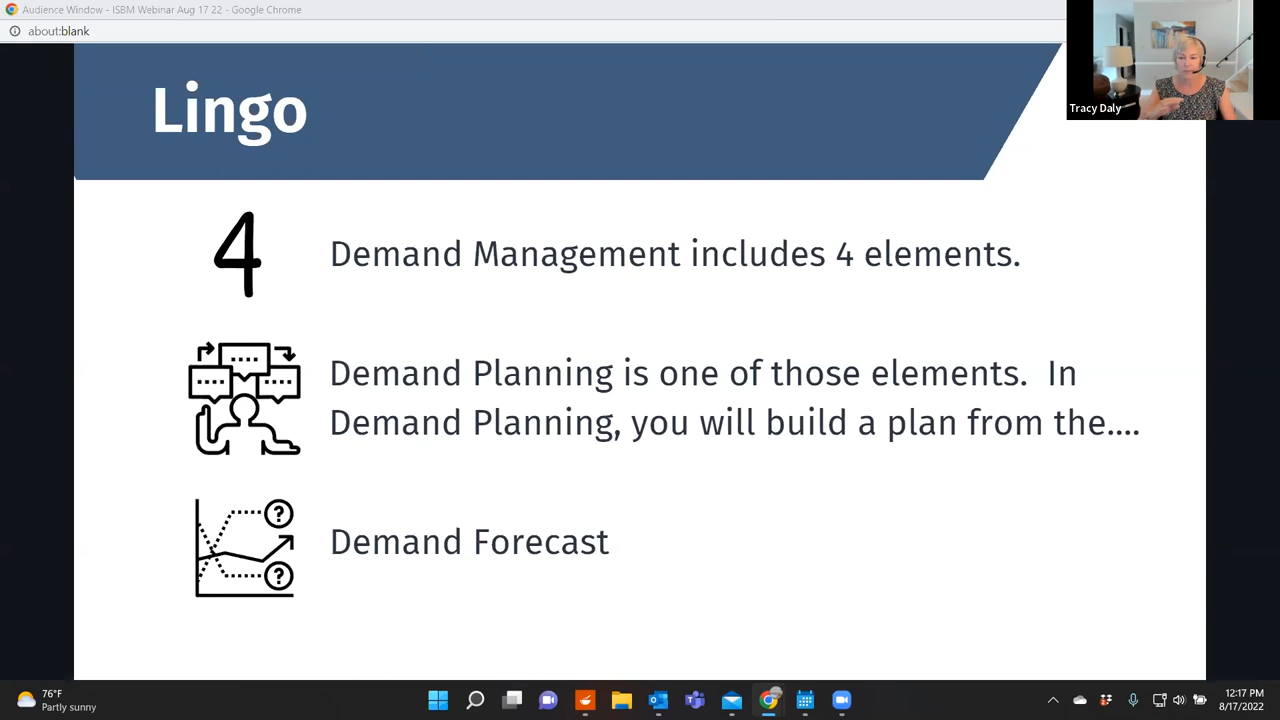 Audience Window - ISBM Webinar Aug 17 22 - Google Chrome
about:blank
Tracy Daly
Lingo
4
Demand Management includes 4 elements.
Demand Planning is one of those elements.  In
Demand Planning, you will build a plan from the....
?
Demand Forecast
?
76°F
Partly sunny
12:17 PM
8/17/2022